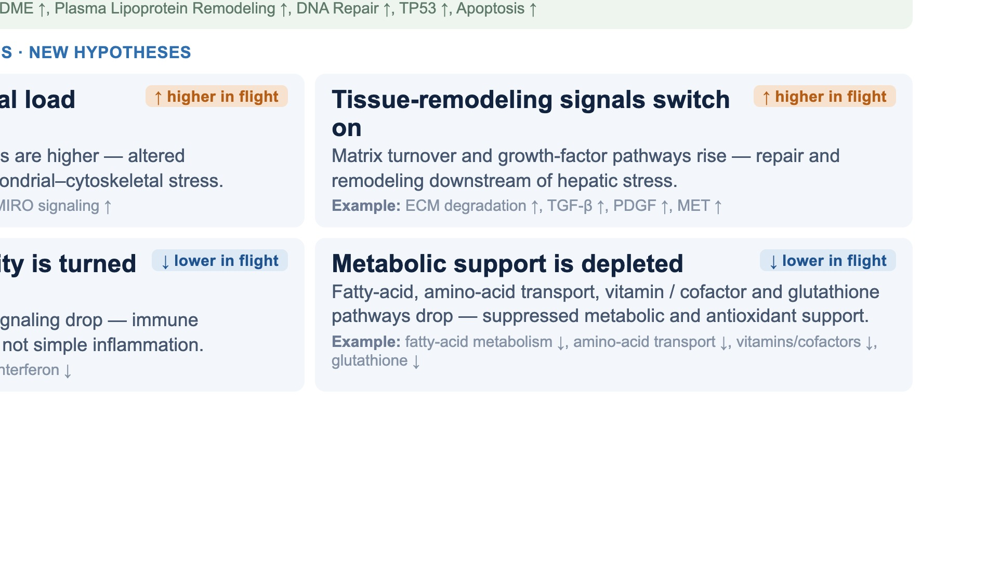 DME ↑, Plasma Lipoprotein Remodeling ↑, DNA Repair ↑, TP53 ↑, Apoptosis ↑
S · NEW HYPOTHESES
al load
↑ higher in flight
s are higher — altered
ondrial–cytoskeletal stress.
MIRO signaling ↑
Tissue-remodeling signals switch
on
↑ higher in flight
Matrix turnover and growth-factor pathways rise — repair and
remodeling downstream of hepatic stress.
Example: ECM degradation ↑, TGF-β ↑, PDGF ↑, MET ↑
ity is turned
↓ lower in flight
gnaling drop — immune
not simple inflammation.
nterferon ↓
Metabolic support is depleted
↓ lower in flight
Fatty-acid, amino-acid transport, vitamin / cofactor and glutathione
pathways drop — suppressed metabolic and antioxidant support.
Example: fatty-acid metabolism ↓, amino-acid transport ↓, vitamins/cofactors ↓,
glutathione ↓